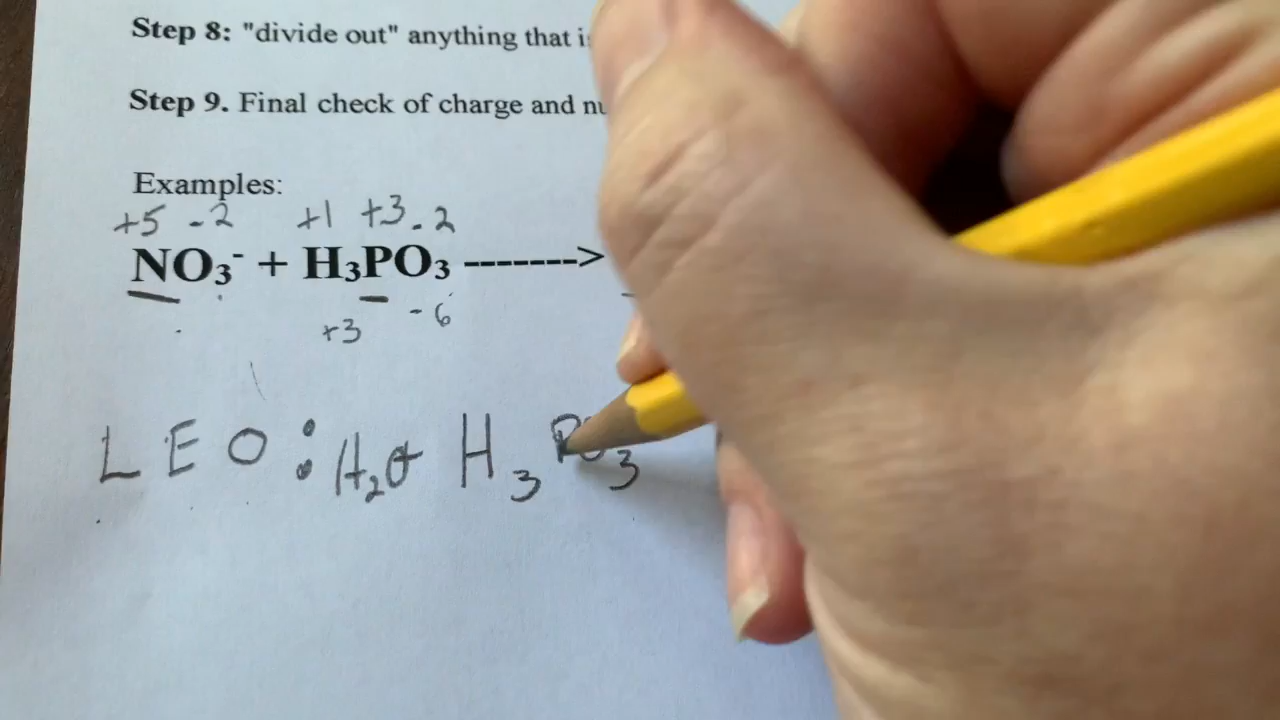 Step 8: "divide out" anything that i
Step 9. Final check of charge and nu
Examples:
+5 -2 +1 +3 -2
NO₃⁻ + H₃PO₃ ------->
+3 -6
LEO: H₂O + H₃PO₃